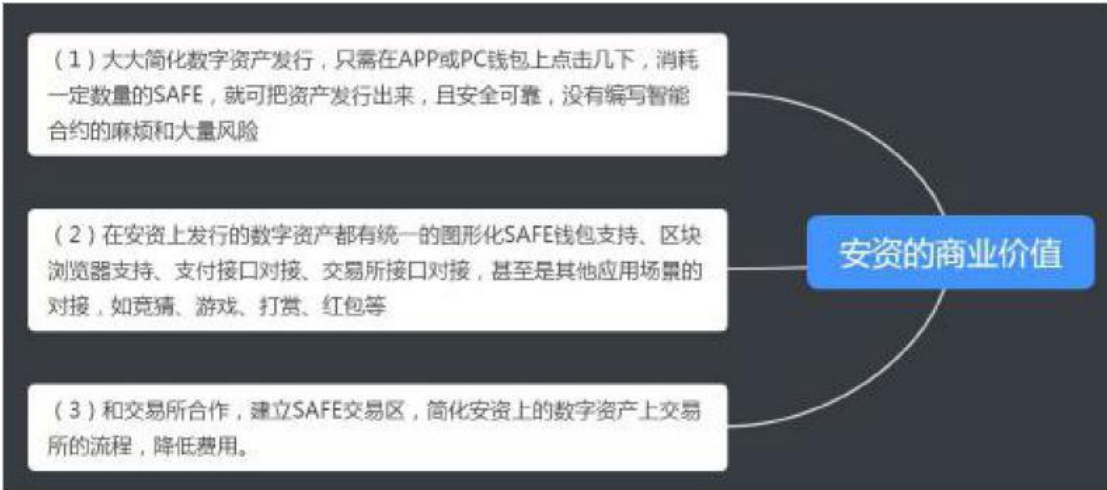 （1）大大简化数字资产发行，只需在APP或PC钱包上点击几下，消耗
一定数量的SAFE，就可把资产发行出来，且安全可靠，没有编写智能
合约的麻烦和大量风险
（2）在安资上发行的数字资产都有统一的图形化SAFE钱包支持、区块
浏览器支持、支付接口对接、交易所接口对接，甚至是其他应用场景的
对接，如竞猜、游戏、打赏、红包等
（3）和交易所合作，建立SAFE交易区，简化安资上的数字资产上交易
所的流程，降低费用。
安资的商业价值